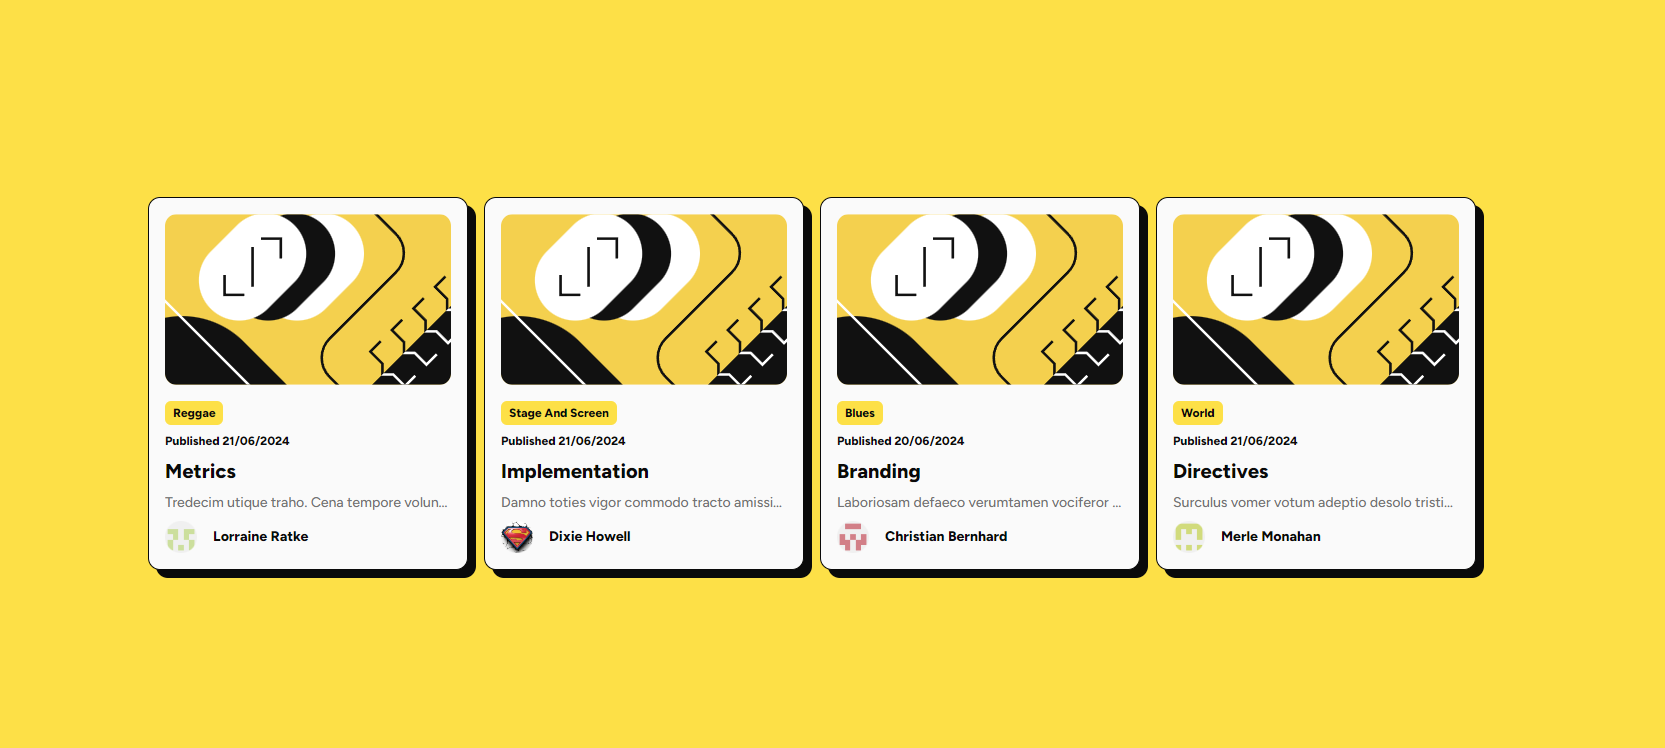 Reggae
Published 21/06/2024
Metrics
Tredecim utique traho. Cena tempore volun...
Lorraine Ratke
Stage And Screen
Published 21/06/2024
Implementation
Damno toties vigor commodo tracto amissi...
Dixie Howell
Blues
Published 20/06/2024
Branding
Laboriosam defaeco verumtamen vociferor ...
Christian Bernhard
World
Published 21/06/2024
Directives
Surculus vomer votum adeptio desolo tristi...
Merle Monahan